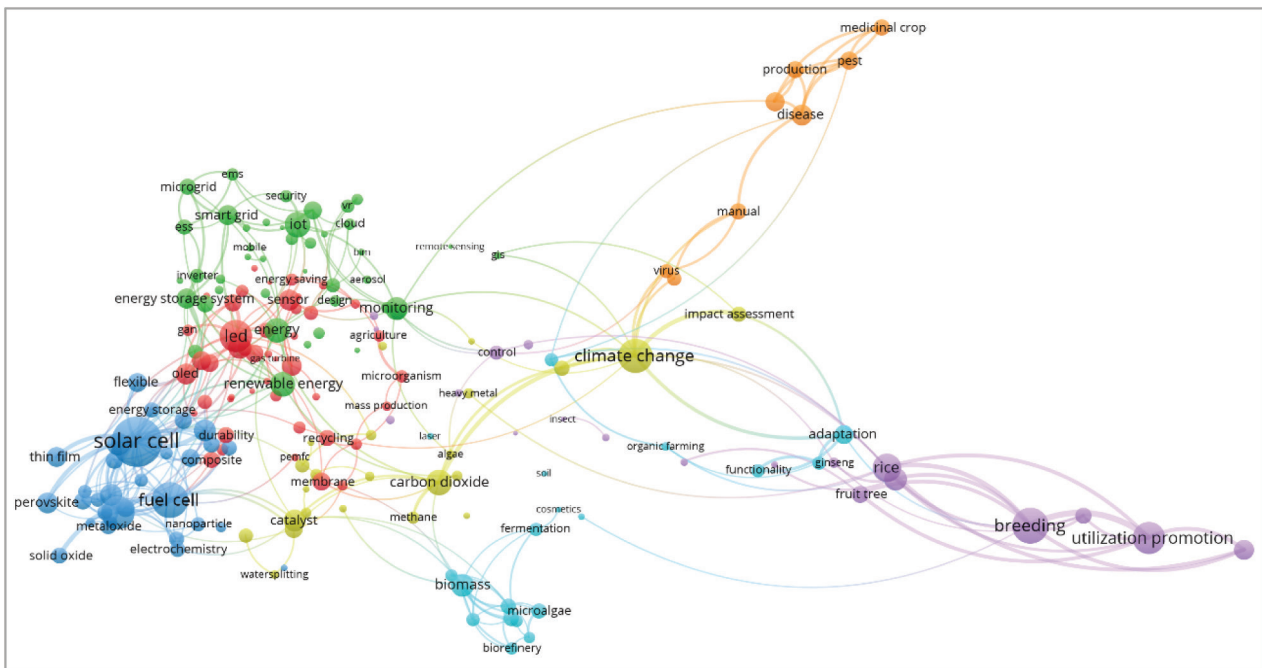 medicinal crop
pest
production
disease
ems
microgrid
security
vr
smart grid
iot
cloud
ess
manual
mobile
remote sensing
bim
gis
virus
inverter
energy saving
aerosol
energy storage system
sensor
design
monitoring
impact assessment
gan
led
energy
agriculture
control
climate change
gas turbine
oled
flexible
renewable energy
microorganism
heavy metal
energy storage
mass production
insect
solar cell
durability
recycling
laser
adaptation
organic farming
thin film
composite
pemfc
algae
ginseng
rice
functionality
soil
membrane
carbon dioxide
fruit tree
perovskite
fuel cell
cosmetics
metaloxide
nanoparticle
catalyst
methane
fermentation
breeding
utilization promotion
solid oxide
electrochemistry
watersplitting
biomass
microalgae
biorefinery